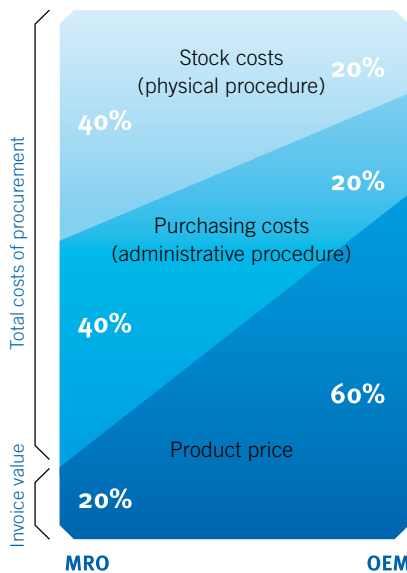 Stock costs
(physical procedure)
20%
40%
20%
Purchasing costs
(administrative procedure)
40%
60%
Product price
20%
Total costs of procurement
Invoice value
MRO
OEM